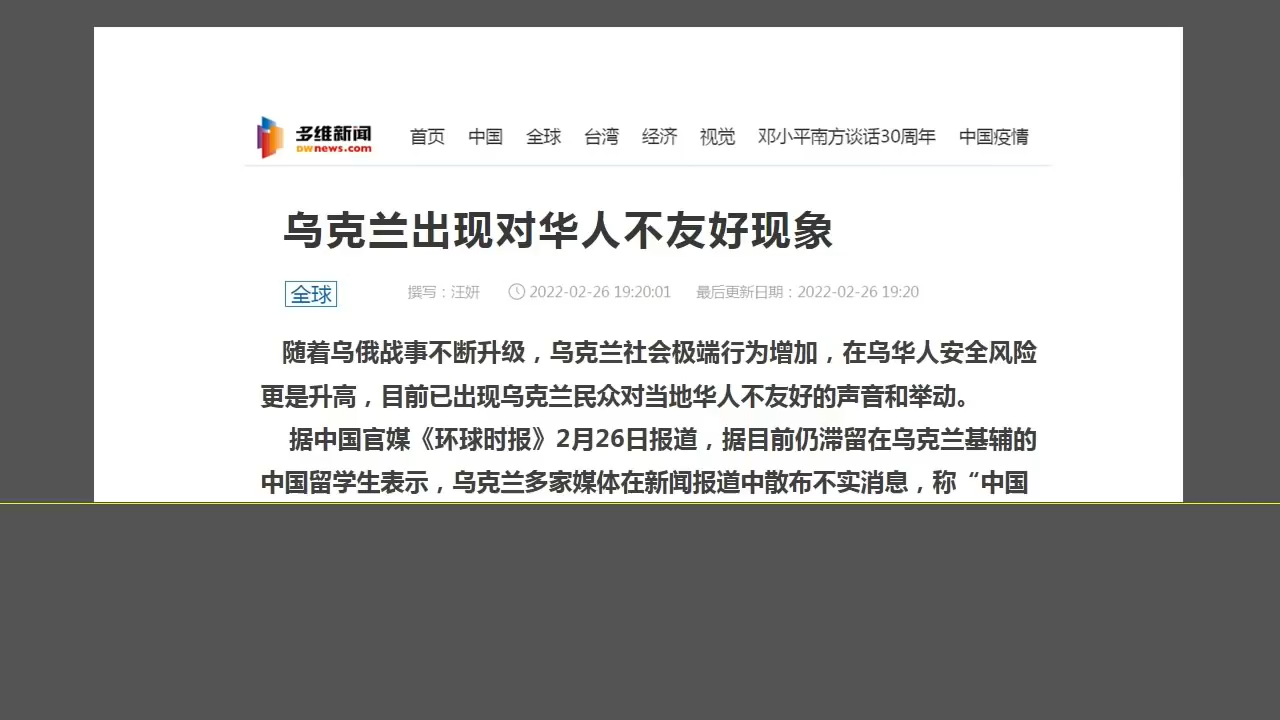 多维新闻 首页 中国 全球 台湾 经济 视觉 邓小平南方谈话30周年 中国疫情
DWnews.com
乌克兰出现对华人不友好现象
全球 撰写：汪妍 2022-02-26 19:20:01 最后更新日期：2022-02-26 19:20
随着乌俄战事不断升级，乌克兰社会极端行为增加，在乌华人安全风险
更是升高，目前已出现乌克兰民众对当地华人不友好的声音和举动。
据中国官媒《环球时报》2月26日报道，据目前仍滞留在乌克兰基辅的
中国留学生表示，乌克兰多家媒体在新闻报道中散布不实消息，称“中国